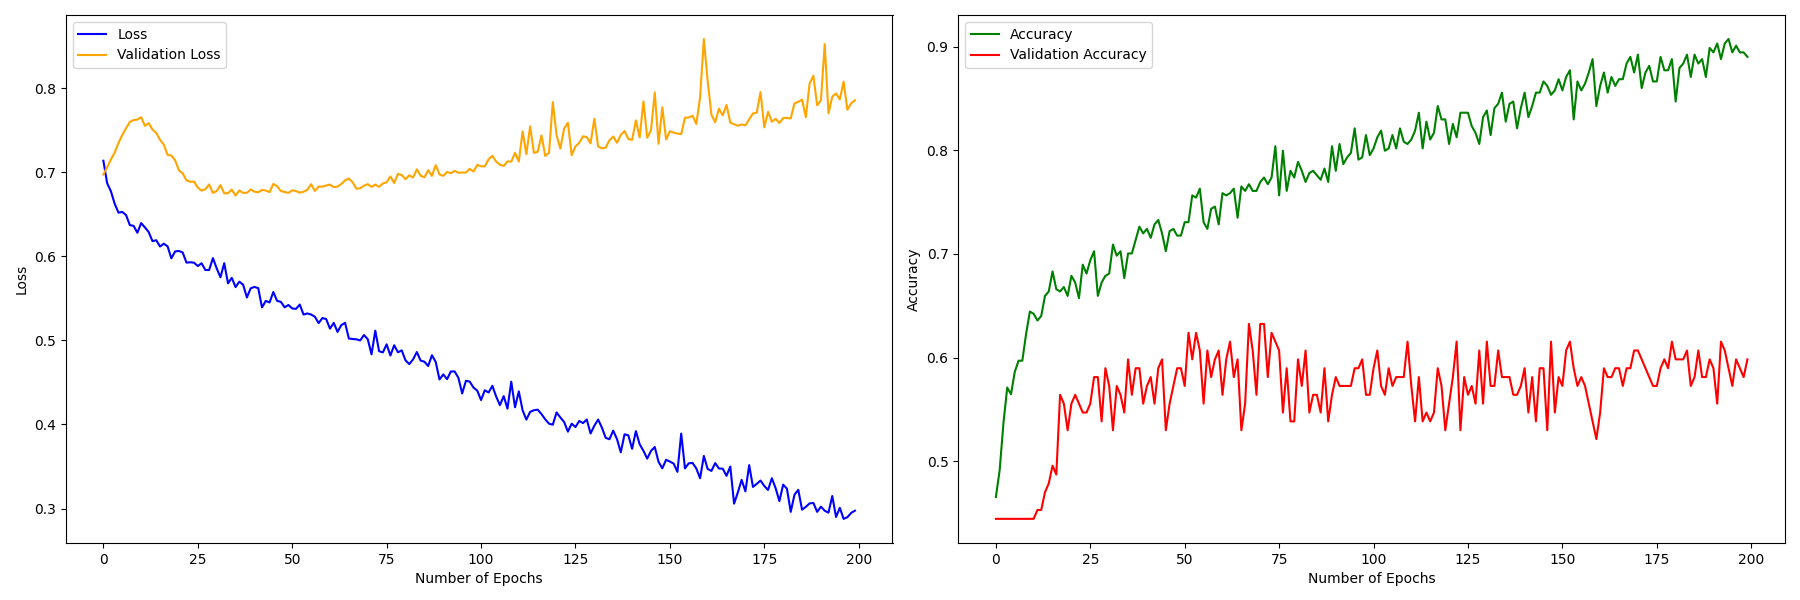 Loss
Validation Loss
0.8
0.7
0.6
0.5
0.4
0.3
Loss
0 25 50 75 100 125 150 175 200
Number of Epochs
Accuracy
Validation Accuracy
0.9
0.8
0.7
0.6
0.5
Accuracy
0 25 50 75 100 125 150 175 200
Number of Epochs